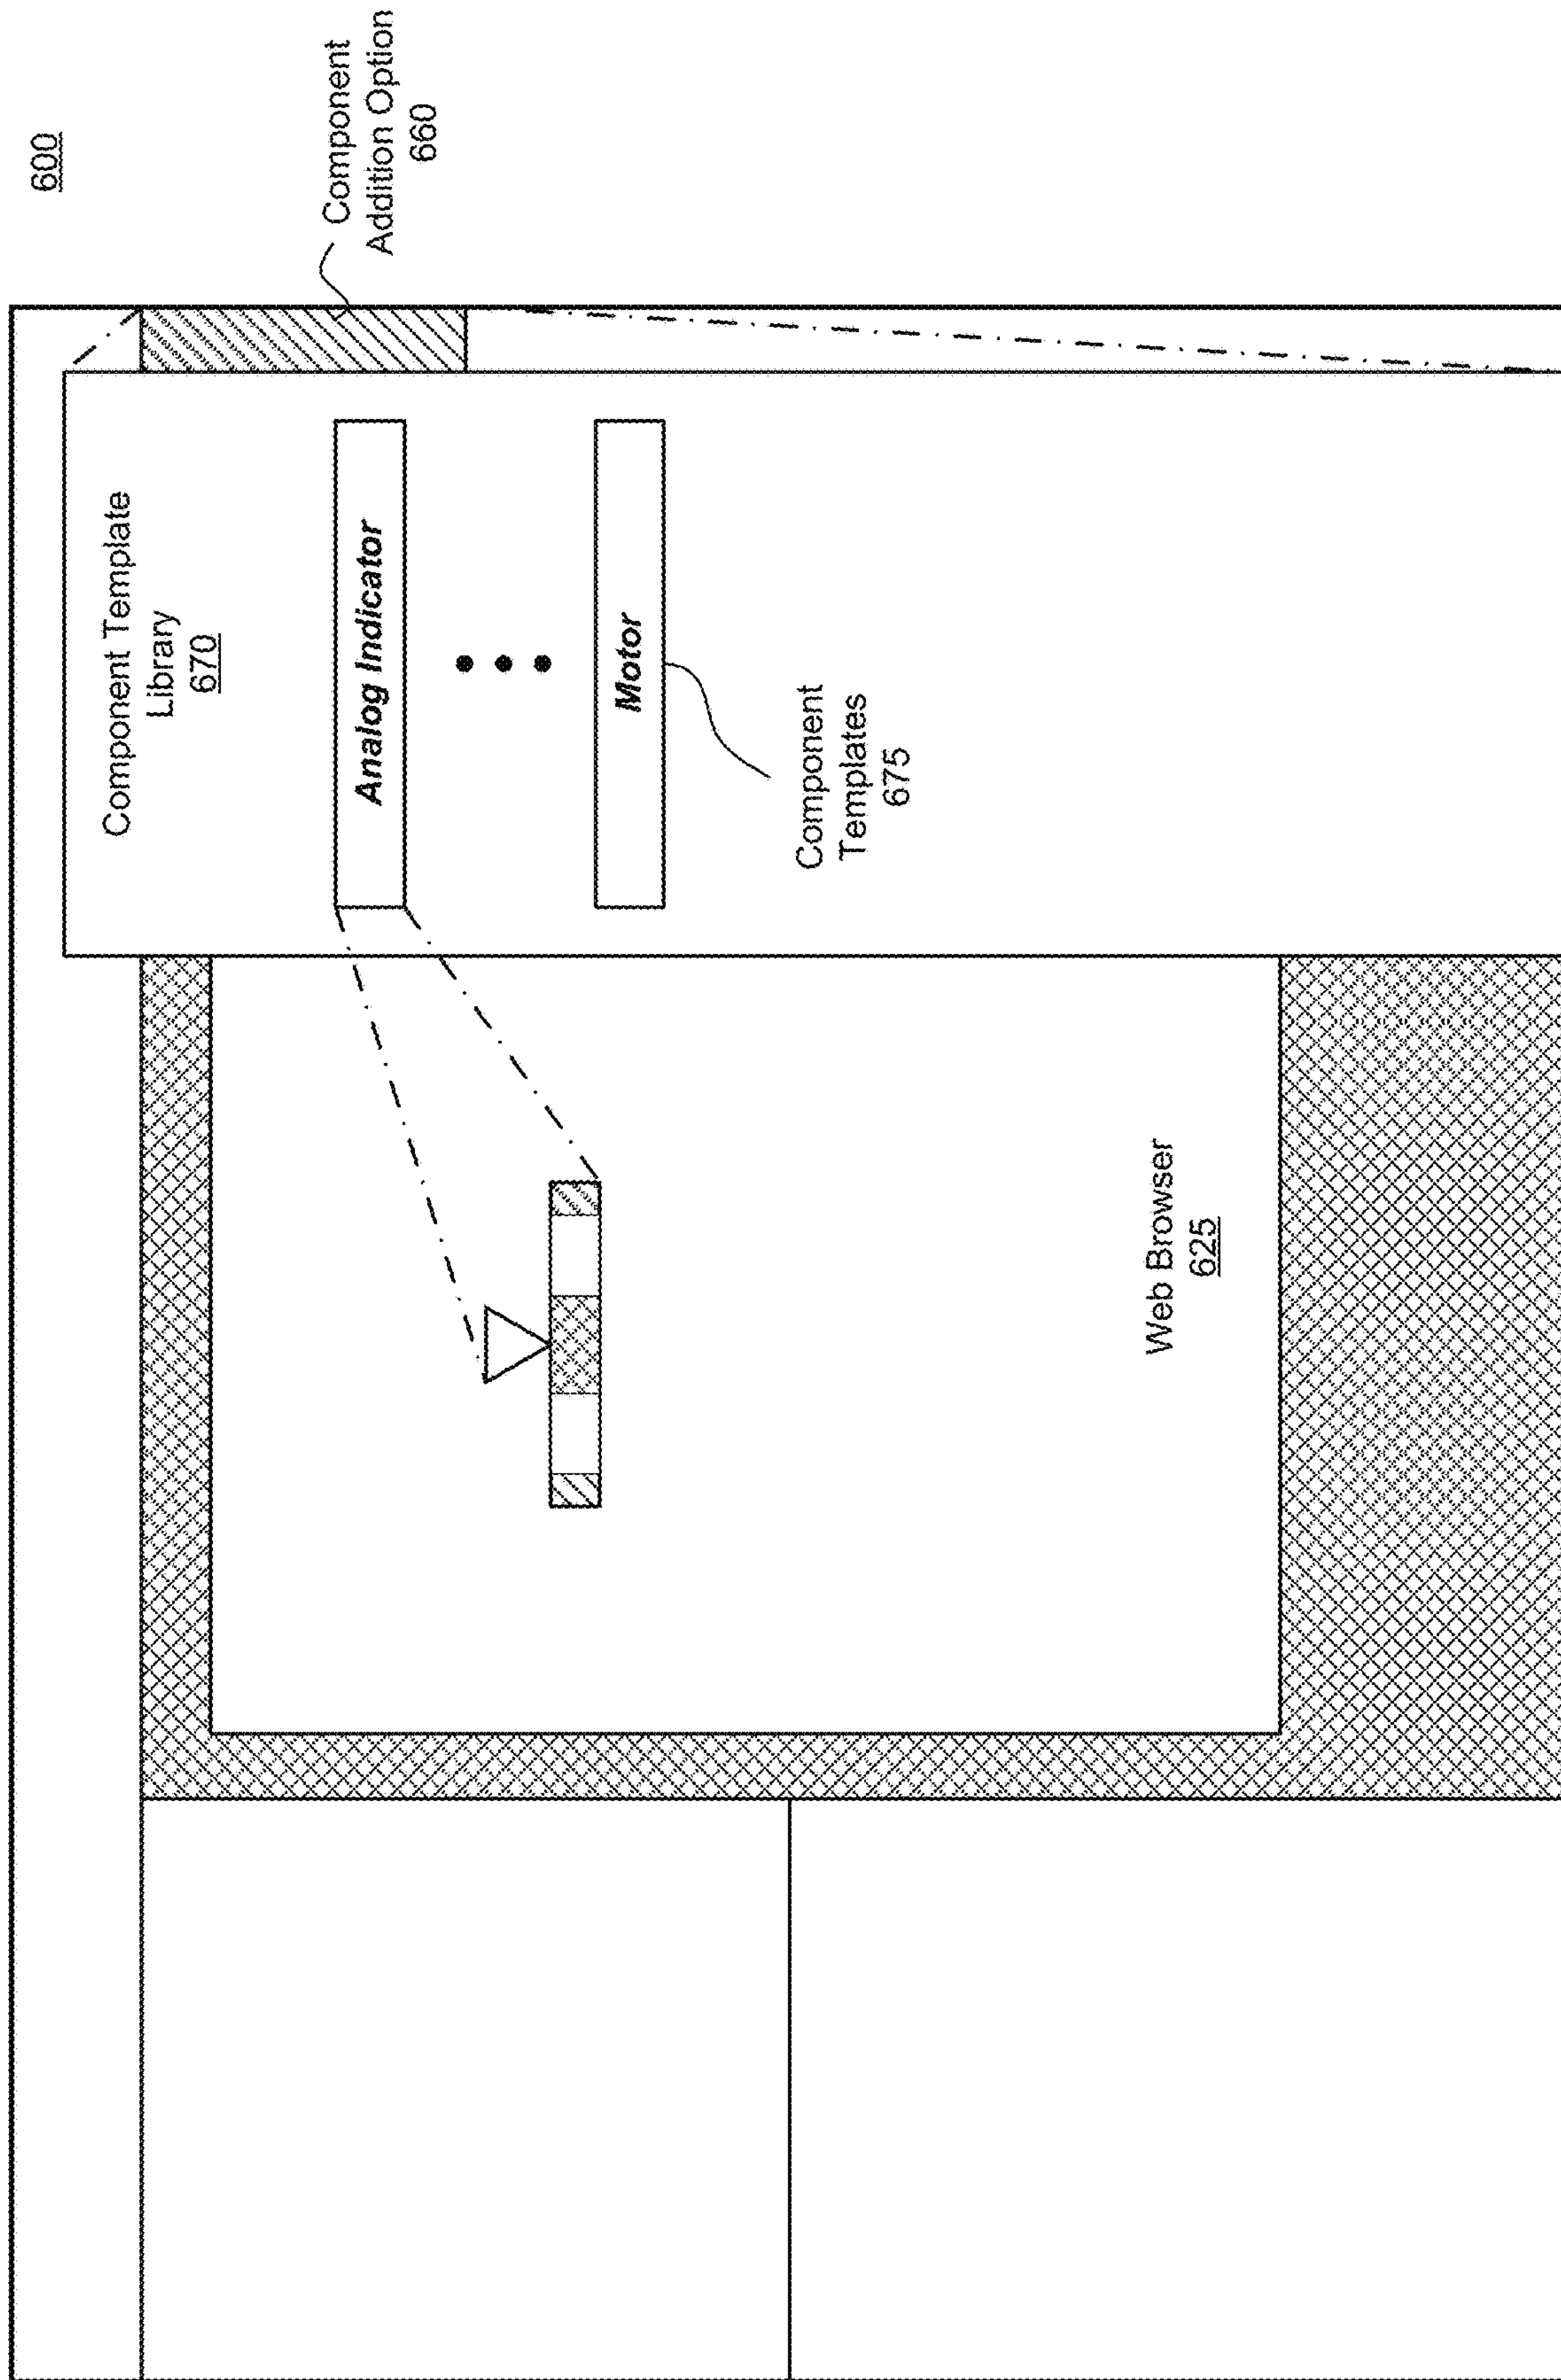 600
Component
Addition Option
660
Component Template
Library
670
Analog Indicator
Motor
Component
Templates
675
Web Browser
625